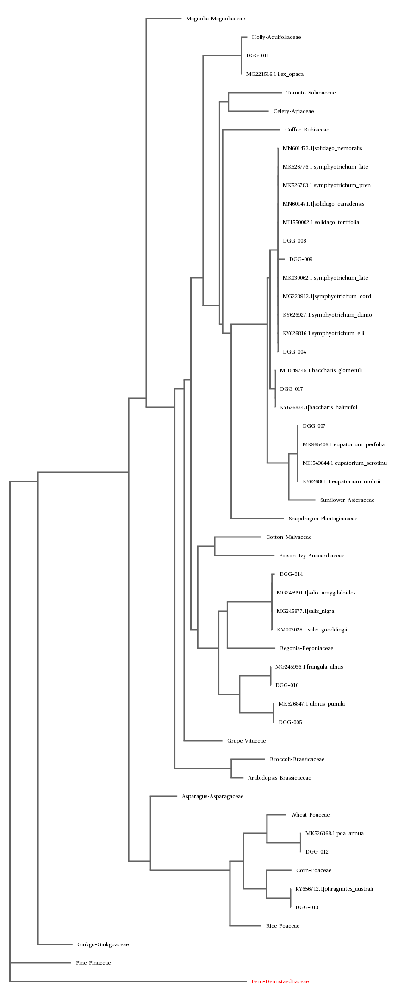 Magnolia-Magnoliaceae
Holly-Aquifoliaceae
DGG-011
MG221516.1|ilex_opaca
Tomato-Solanaceae
Celery-Apiaceae
Coffee-Rubiaceae
MN601473.1|solidago_nemoralis
MK526776.1|symphyotrichum_late
MK526783.1|symphyotrichum_pren
MN601471.1|solidago_canadensis
MH550002.1|solidago_tortifolia
DGG-008
DGG-009
MK030062.1|symphyotrichum_late
MG223912.1|symphyotrichum_cord
KY626927.1|symphyotrichum_dumo
KY626816.1|symphyotrichum_elli
DGG-004
MH549745.1|baccharis_glomeruli
DGG-017
KY626834.1|baccharis_halimifol
DGG-007
MK965406.1|eupatorium_perfolia
MH549844.1|eupatorium_serotinu
KY626801.1|eupatorium_mohrii
Sunflower-Asteraceae
Snapdragon-Plantaginaceae
Cotton-Malvaceae
Poison_Ivy-Anacardiaceae
DGG-014
MG245991.1|salix_amygdaloides
MG245877.1|salix_nigra
KM003028.1|salix_gooddingii
Begonia-Begoniaceae
MG245936.1|frangula_alnus
DGG-010
MK526847.1|ulmus_pumila
DGG-005
Grape-Vitaceae
Broccoli-Brassicaceae
Arabidopsis-Brassicaceae
Asparagus-Asparagaceae
Wheat-Poaceae
MK526368.1|poa_annua
DGG-012
Corn-Poaceae
KY656712.1|phragmites_australi
DGG-013
Rice-Poaceae
Ginkgo-Ginkgoaceae
Pine-Pinaceae
Fern-Dennstaedtiaceae